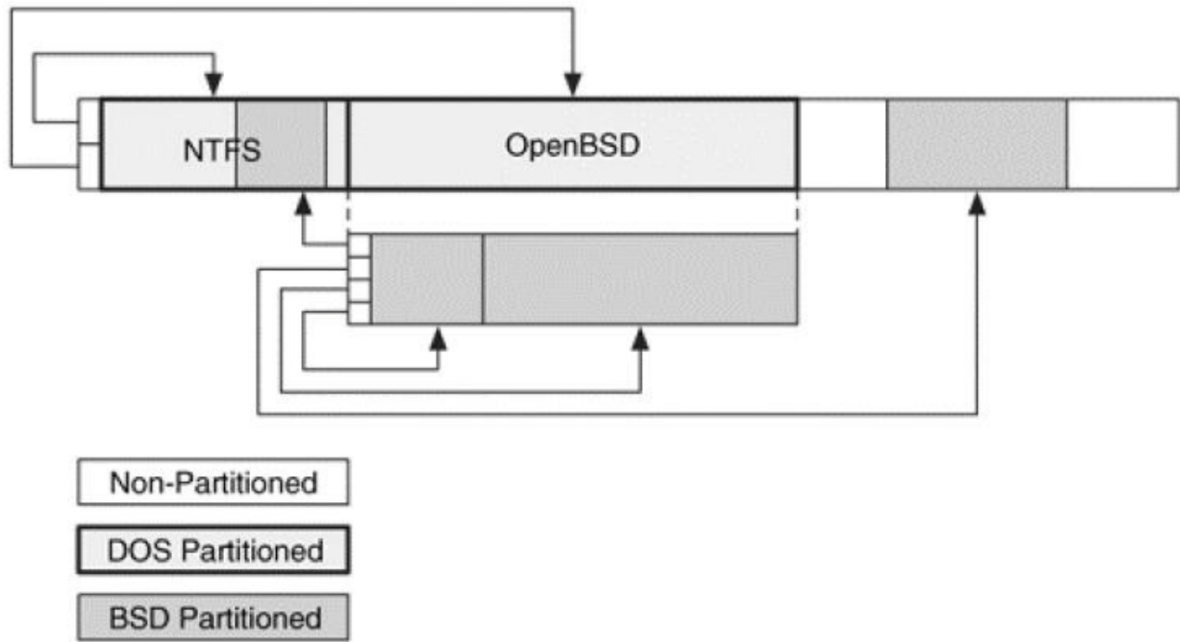 NTFS
OpenBSD
Non-Partitioned
DOS Partitioned
BSD Partitioned